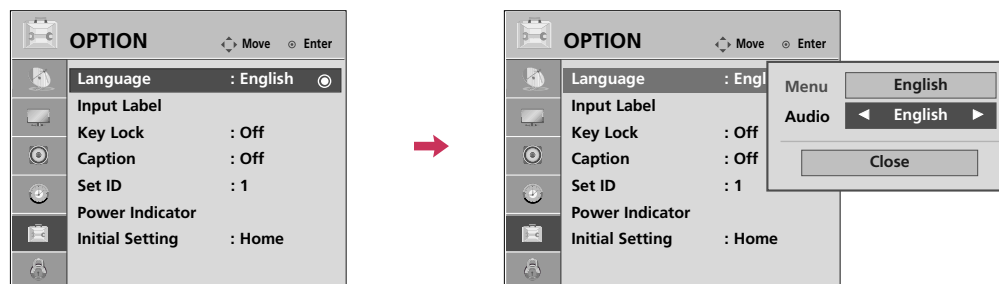 OPTION Move Enter
Language : English
Input Label
Key Lock : Off
Caption : Off
Set ID : 1
Power Indicator
Initial Setting : Home
OPTION Move Enter
Language : Engl
Input Label
Key Lock : Off
Caption : Off
Set ID : 1
Power Indicator
Initial Setting : Home
Menu English
Audio ◄ English ►
Close